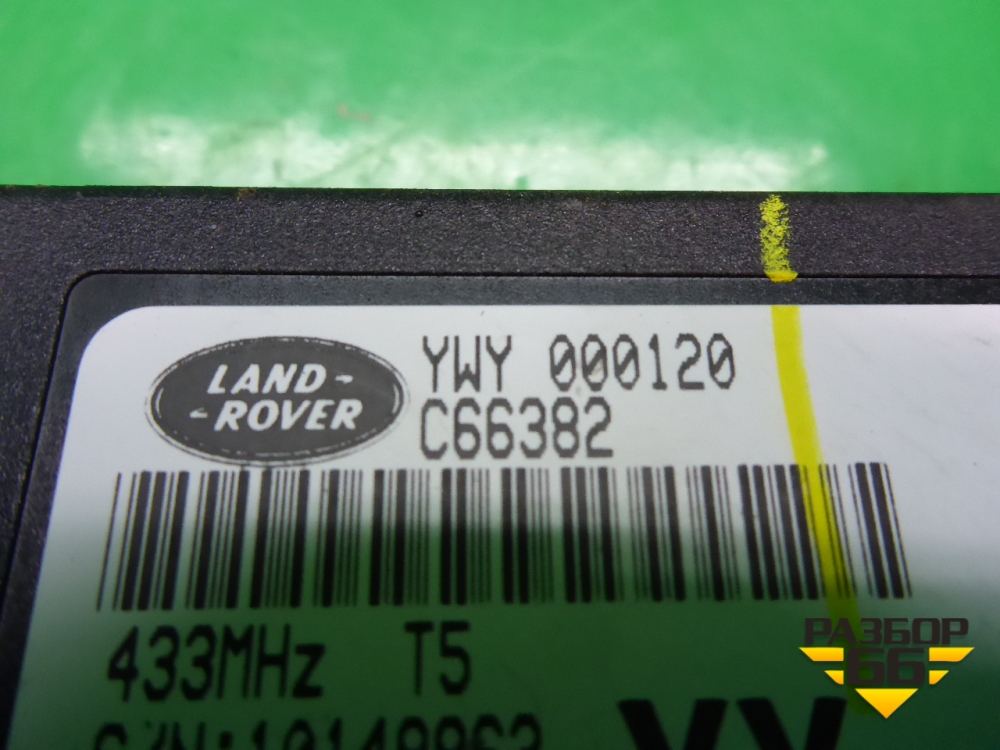 LAND-
-ROVER
YWY 000120
C66382
433MHz T5
РАЗБОР
66